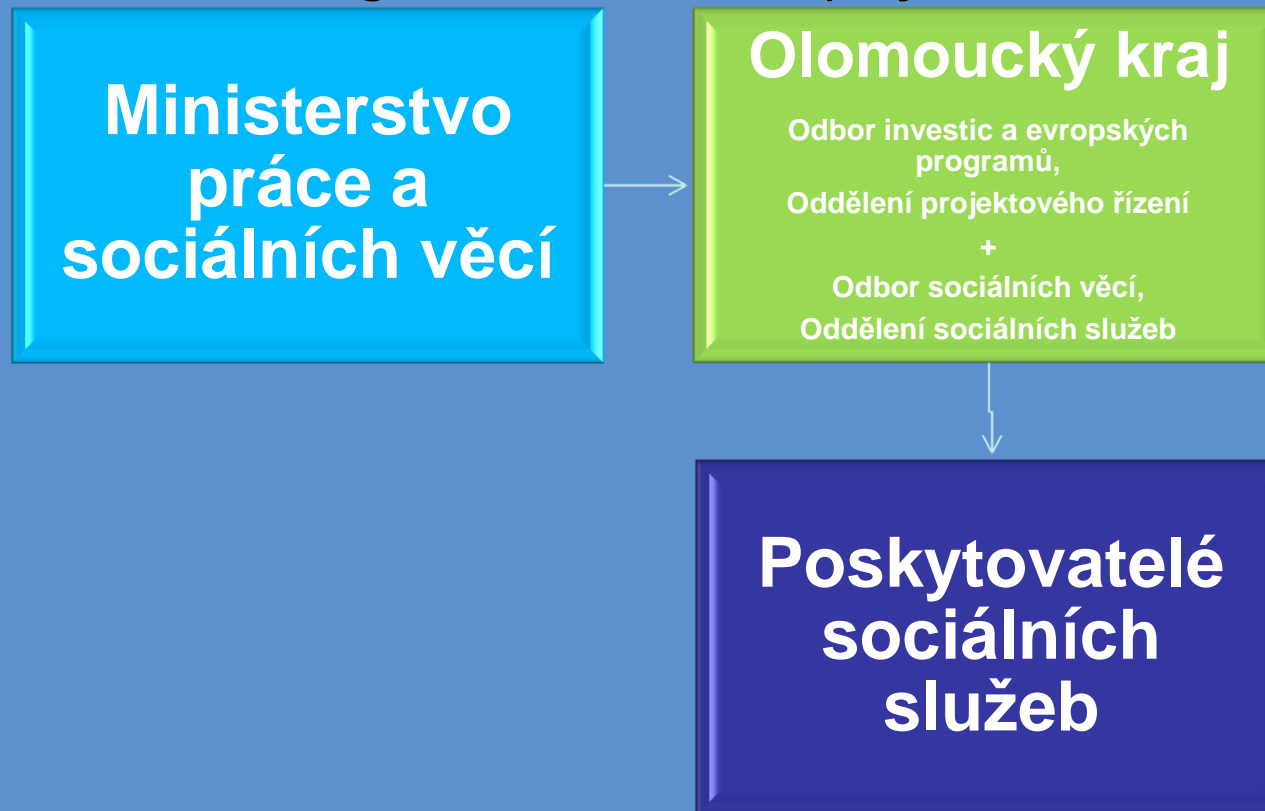 Ministerstvo
práce a
sociálních věcí
Olomoucký kraj
Odbor investic a evropských
programů,
Oddělení projektového řízení
+
Odbor sociálních věcí,
Oddělení sociálních služeb
Poskytovatelé
sociálních
služeb